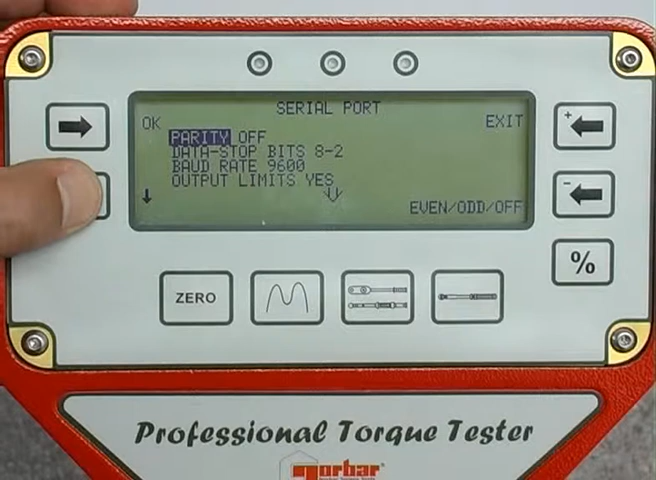 SERIAL PORT
OK
EXIT
PARITY OFF
DATA-STOP BITS 8-2
BAUD RATE 9600
OUTPUT LIMITS YES
EVEN/ODD/OFF
+
-
%
ZERO
Professional Torque Tester
norbar